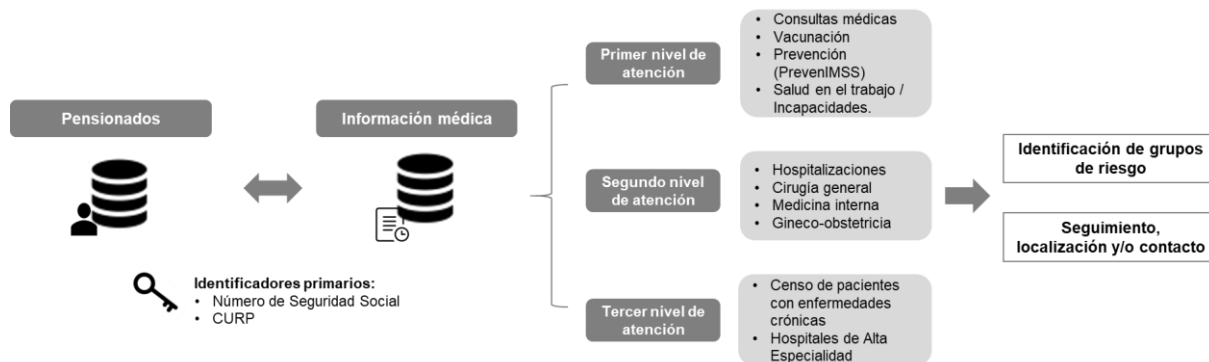 Pensionados
Información médica
Identificadores primarios:
• Número de Seguridad Social
• CURP
Primer nivel de
atención
• Consultas médicas
• Vacunación
• Prevención
(PrevenIMSS)
• Salud en el trabajo /
Incapacidades.
Segundo nivel
de atención
• Hospitalizaciones
• Cirugía general
• Medicina interna
• Gineco-obstetricia
Tercer nivel de
atención
• Censo de pacientes
con enfermedades
crónicas
• Hospitales de Alta
Especialidad
Identificación de grupos
de riesgo
Seguimiento,
localización y/o contacto